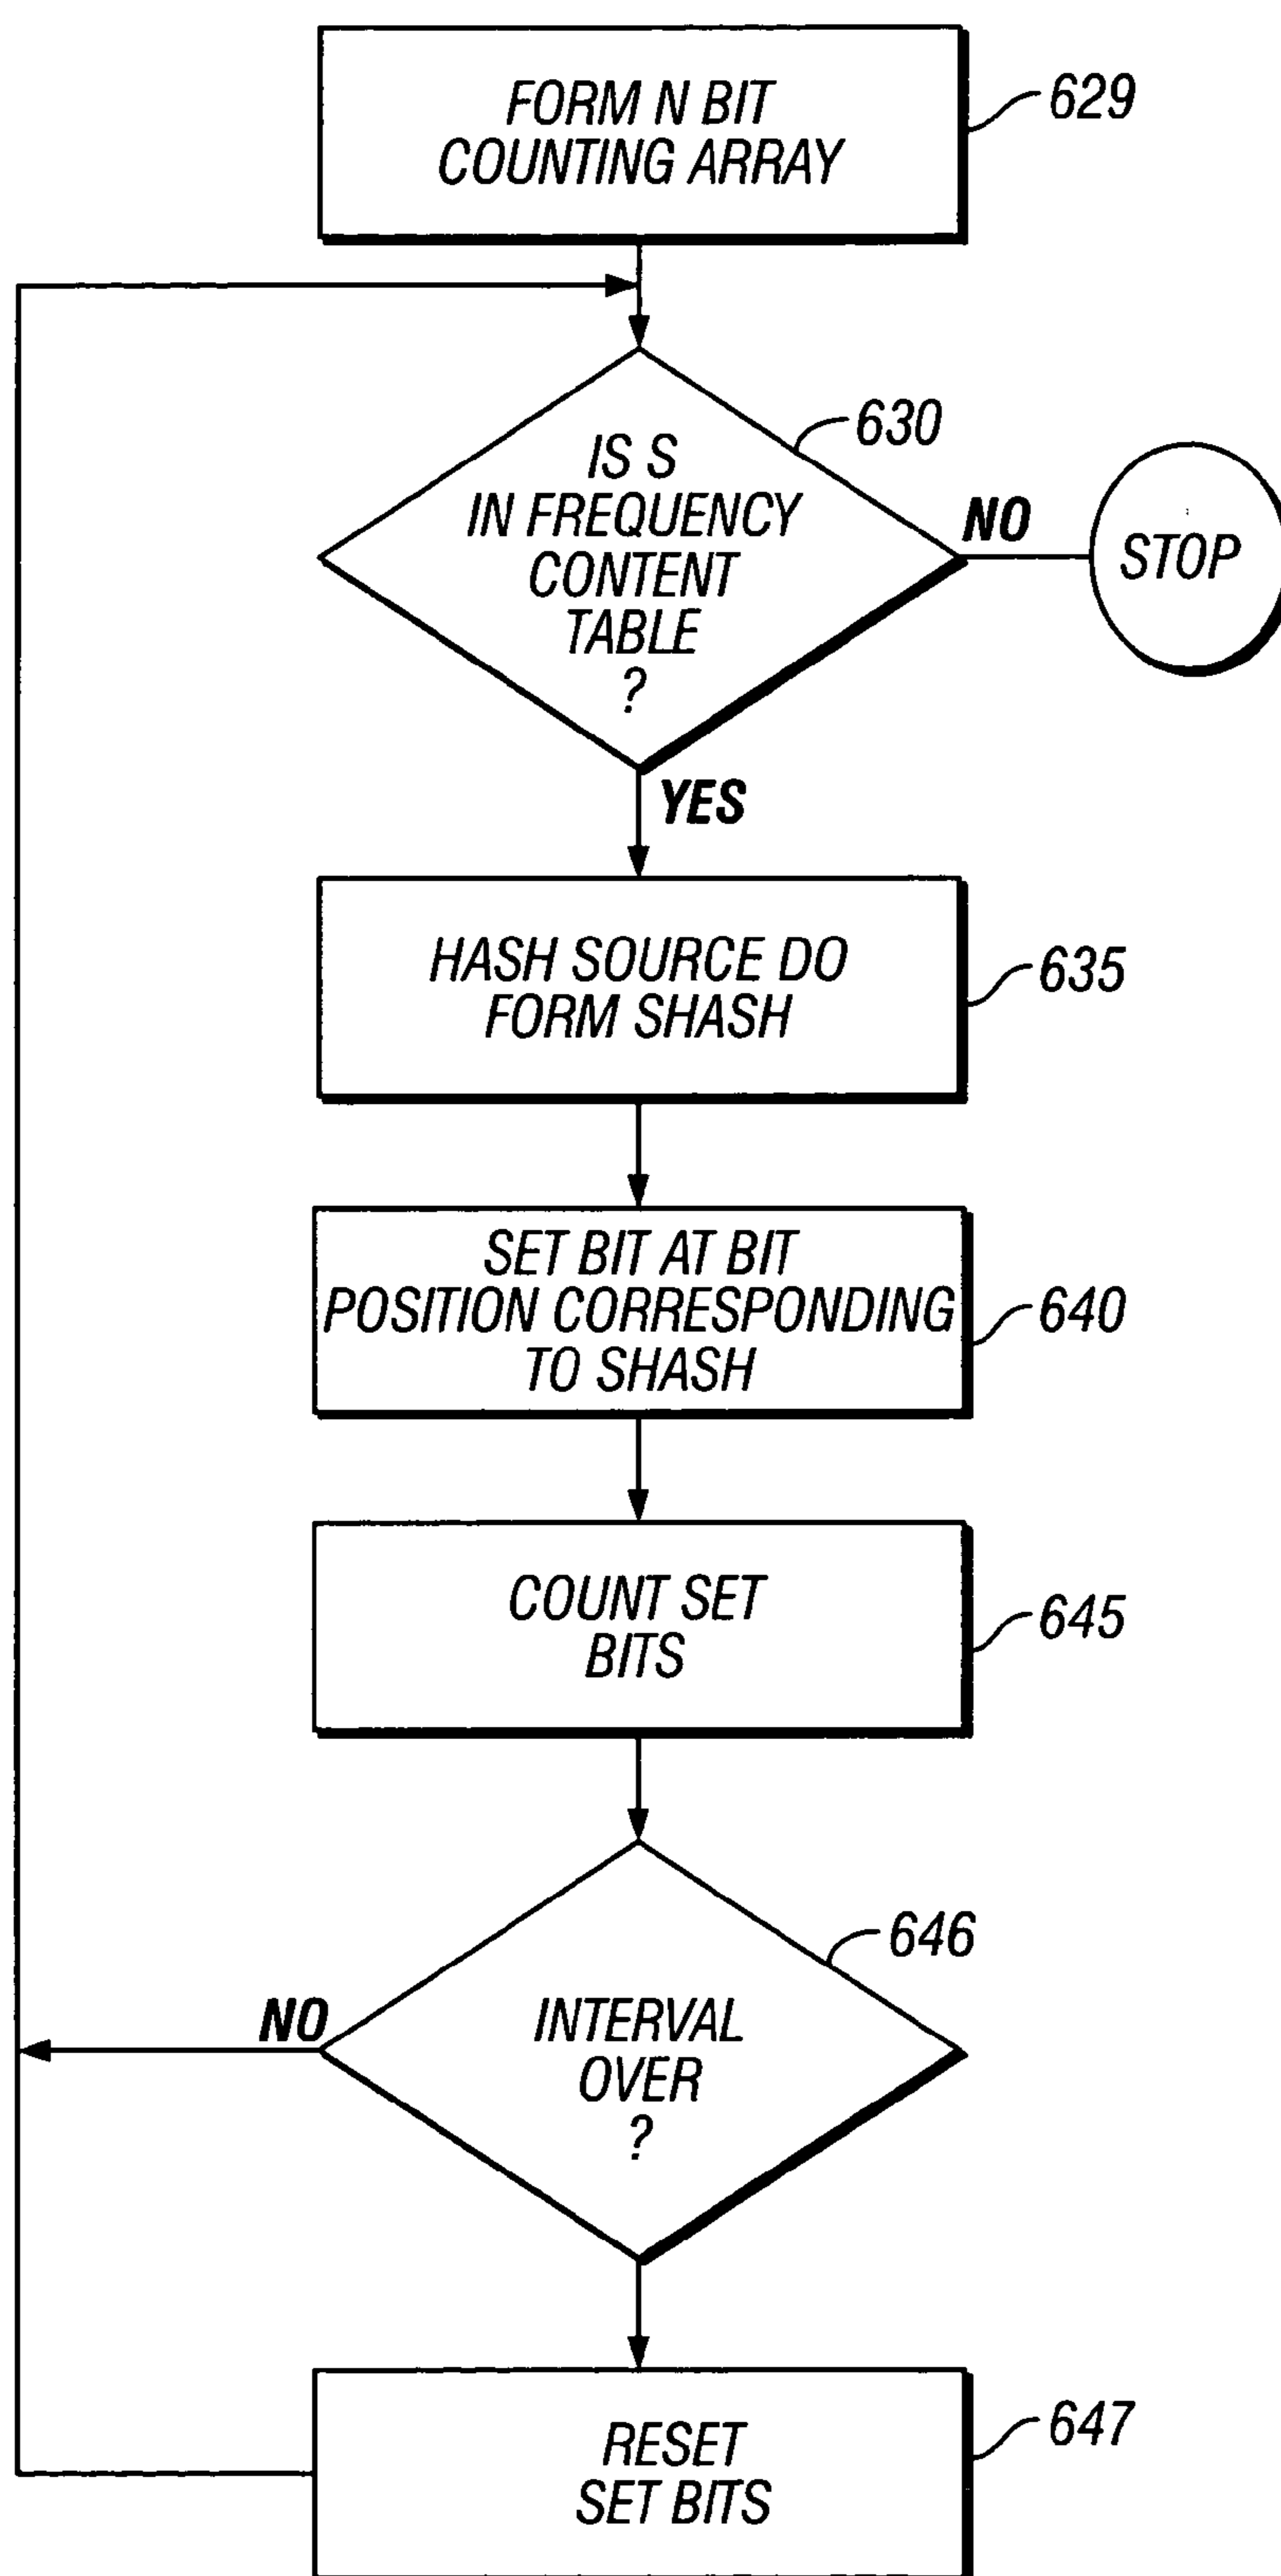 FORM N BIT
COUNTING ARRAY
629
IS S
IN FREQUENCY
CONTENT
TABLE
?
630
NO
STOP
YES
HASH SOURCE DO
FORM SHASH
635
SET BIT AT BIT
POSITION CORRESPONDING
TO SHASH
640
COUNT SET
BITS
645
646
NO
INTERVAL
OVER
?
RESET
SET BITS
647